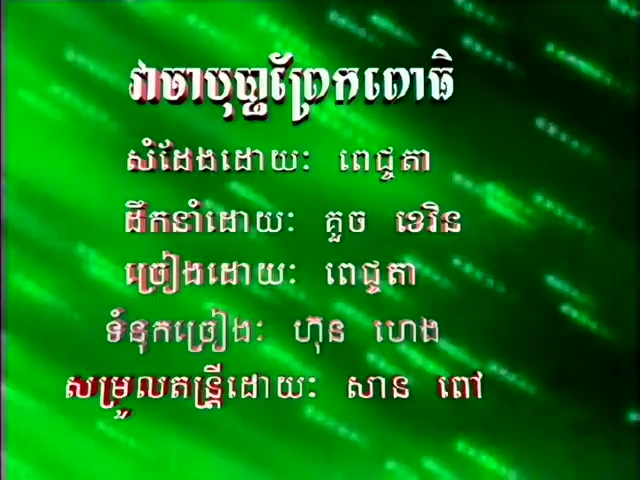 វាចាបុប្ផាព្រែកពោធិ
សំដែងដោយៈ ពេជ្ចតា
ដឹកនាំដោយៈ គួច ខេវិន
ច្រៀងដោយៈ ពេជ្ចតា
ទំនុកច្រៀងៈ ហ៊ុន ហេង
សម្រួលតន្រ្តីដោយៈ សាន ពៅ